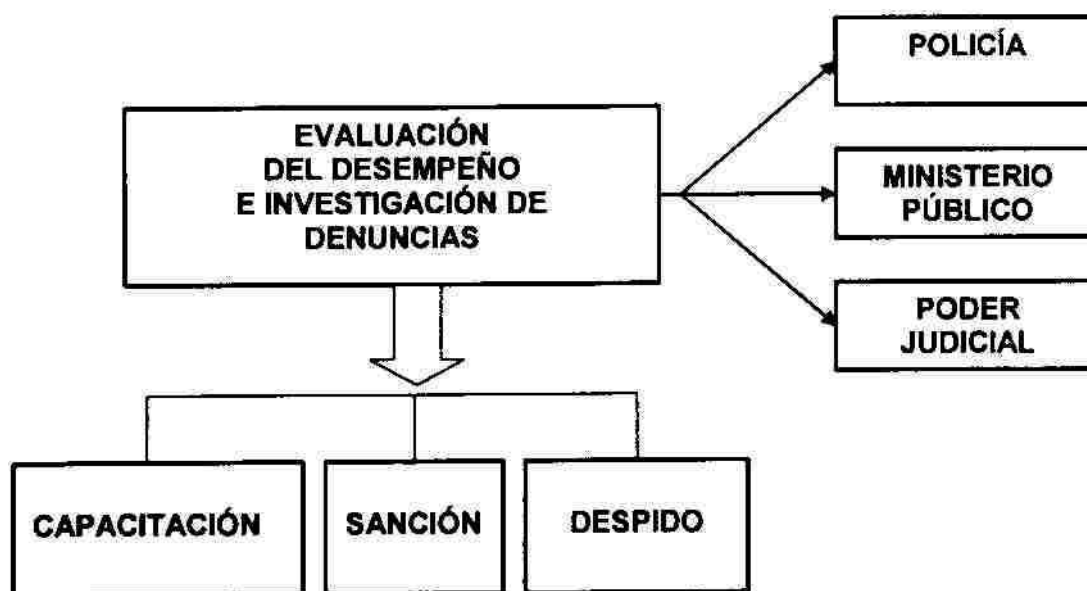 POLICÍA
EVALUACIÓN
DEL DESEMPEÑO
E INVESTIGACIÓN DE
DENUNCIAS
MINISTERIO
PÚBLICO
PODER
JUDICIAL
CAPACITACIÓN
SANCIÓN
DESPIDO